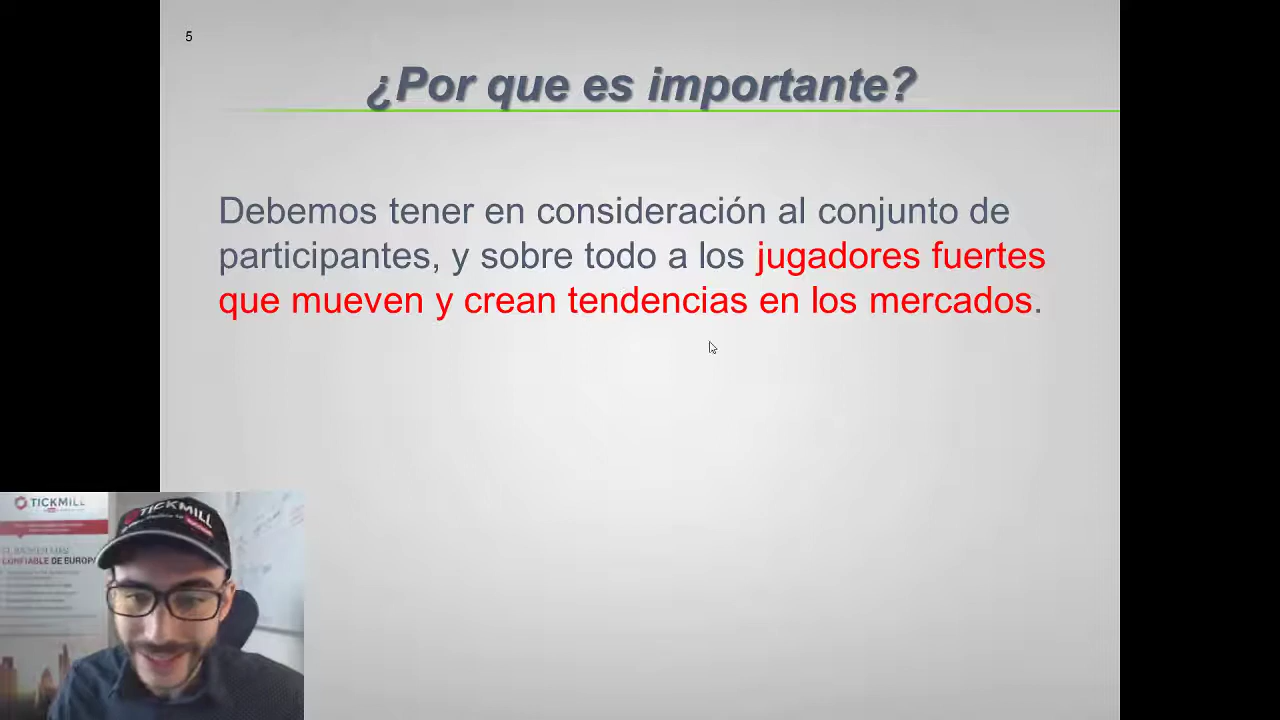 5
¿Por que es importante?
Debemos tener en consideración al conjunto de
participantes, y sobre todo a los jugadores fuertes
que mueven y crean tendencias en los mercados.
TICKMILL
TICKMILL
CONFIABLE DE EUROPA